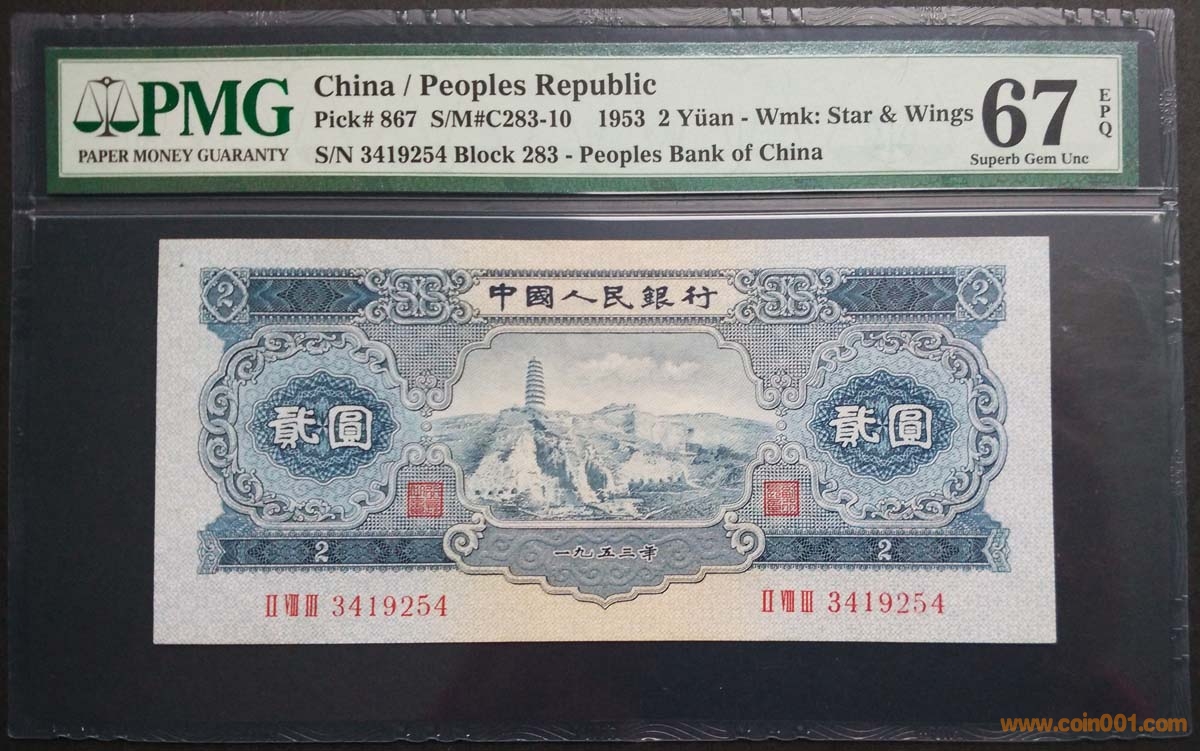 PMG
PAPER MONEY GUARANTY
China / Peoples Republic
Pick# 867 S/M#C283-10 1953 2 Yüan - Wmk: Star & Wings
S/N 3419254 Block 283 - Peoples Bank of China
67
EPQ
Superb Gem Unc
2
中國人民銀行
2
貳圓
貳圓
2
一九五三年
2
II VIII III 3419254
II VIII III 3419254
www.coin001.com